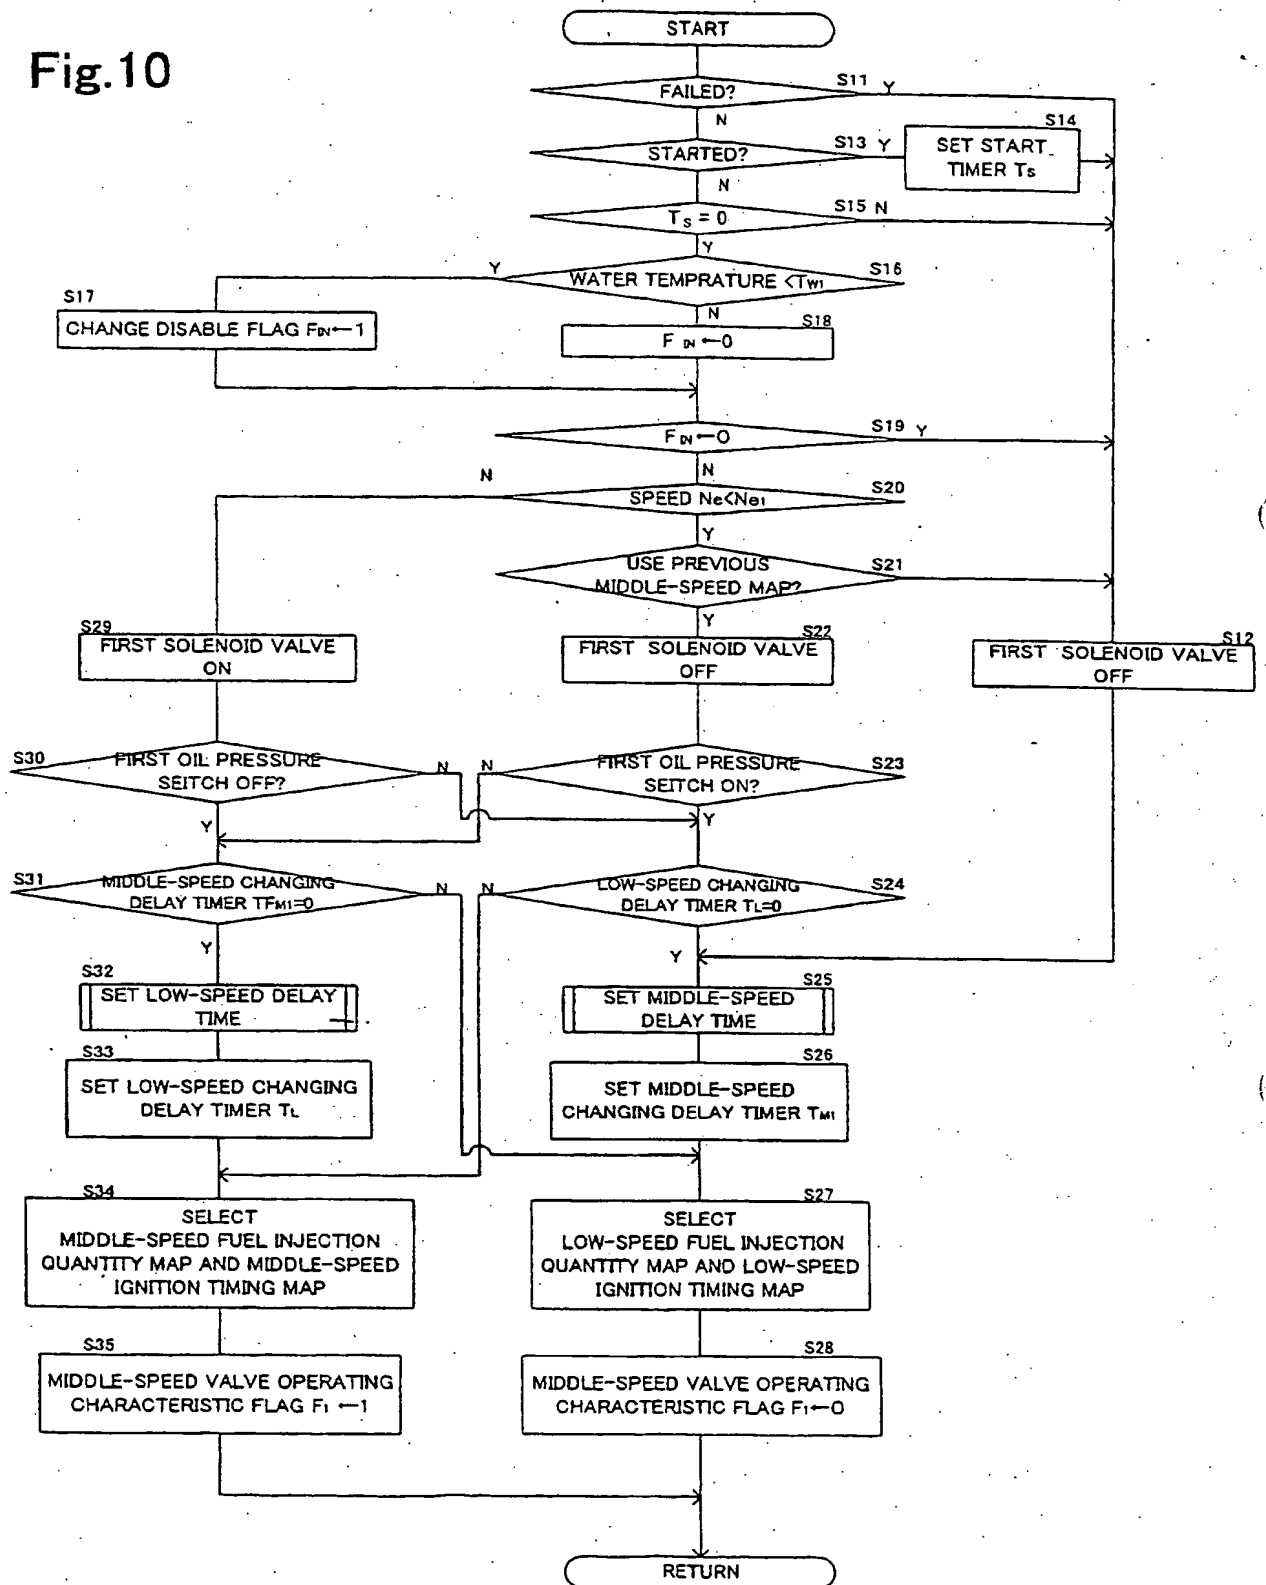 Fig.10
START
S11
FAILED?
Y
N
S14
S13
STARTED?
Y
SET START
TIMER Ts
N
S15
Ts = 0
N
Y
S16
Y
WATER TEMPRATURE <TW1
N
S17
CHANGE DISABLE FLAG FIN←1
S18
F IN ←0
S19
FIN←0
Y
N
N
S20
SPEED Ne<Ne1
Y
S21
USE PREVIOUS
MIDDLE-SPEED MAP?
Y
S29
FIRST SOLENOID VALVE
ON
S22
FIRST SOLENOID VALVE
OFF
S12
FIRST SOLENOID VALVE
OFF
S30
FIRST OIL PRESSURE
SEITCH OFF?
N
Y
N
FIRST OIL PRESSURE
SEITCH ON?
S23
Y
S31
MIDDLE-SPEED CHANGING
DELAY TIMER TFM1=0
N
Y
N
LOW-SPEED CHANGING
DELAY TIMER TL=0
S24
Y
S32
SET LOW-SPEED DELAY
TIME
S25
SET MIDDLE-SPEED
DELAY TIME
S33
SET LOW-SPEED CHANGING
DELAY TIMER TL
S26
SET MIDDLE-SPEED
CHANGING DELAY TIMER TM1
S34
SELECT
MIDDLE-SPEED FUEL INJECTION
QUANTITY MAP AND MIDDLE-SPEED
IGNITION TIMING MAP
S27
SELECT
LOW-SPEED FUEL INJECTION
QUANTITY MAP AND LOW-SPEED
IGNITION TIMING MAP
S35
MIDDLE-SPEED VALVE OPERATING
CHARACTERISTIC FLAG F1 ←1
S28
MIDDLE-SPEED VALVE OPERATING
CHARACTERISTIC FLAG F1←0
RETURN